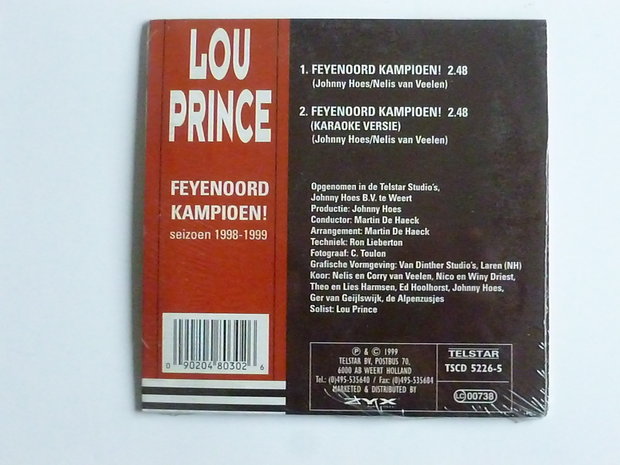 LOU
PRINCE
FEYENOORD
KAMPIOEN!
seizoen 1998-1999
0 90204 80302 6
1. FEYENOORD KAMPIOEN! 2.48
(Johnny Hoes/Nelis van Veelen)
2. FEYENOORD KAMPIOEN! 2.48
(KARAOKE VERSIE)
(Johnny Hoes/Nelis van Veelen)
Opgenomen in de Telstar Studio's,
Johnny Hoes B.V. te Weert
Productie: Johnny Hoes
Conductor: Martin De Haeck
Arrangement: Martin De Haeck
Techniek: Ron Lieberton
Fotograaf: C. Toulon
Grafische Vormgeving: Van Dinther Studio's, Laren (NH)
Koor: Nelis en Corry van Veelen, Nico en Winy Driest,
Theo en Lies Harmsen, Ed Hoolhorst, Johnny Hoes,
Ger van Geijlswijk, de Alpenzusjes
Solist: Lou Prince
℗ & © 1999
TELSTAR BV, POSTBUS 70,
6000 AB WEERT HOLLAND
Tel.: (0)495-535640 / Fax: (0)495-535684
MARKETED & DISTRIBUTED BY
ZYX
TELSTAR
TSCD 5226-5
LC 00738